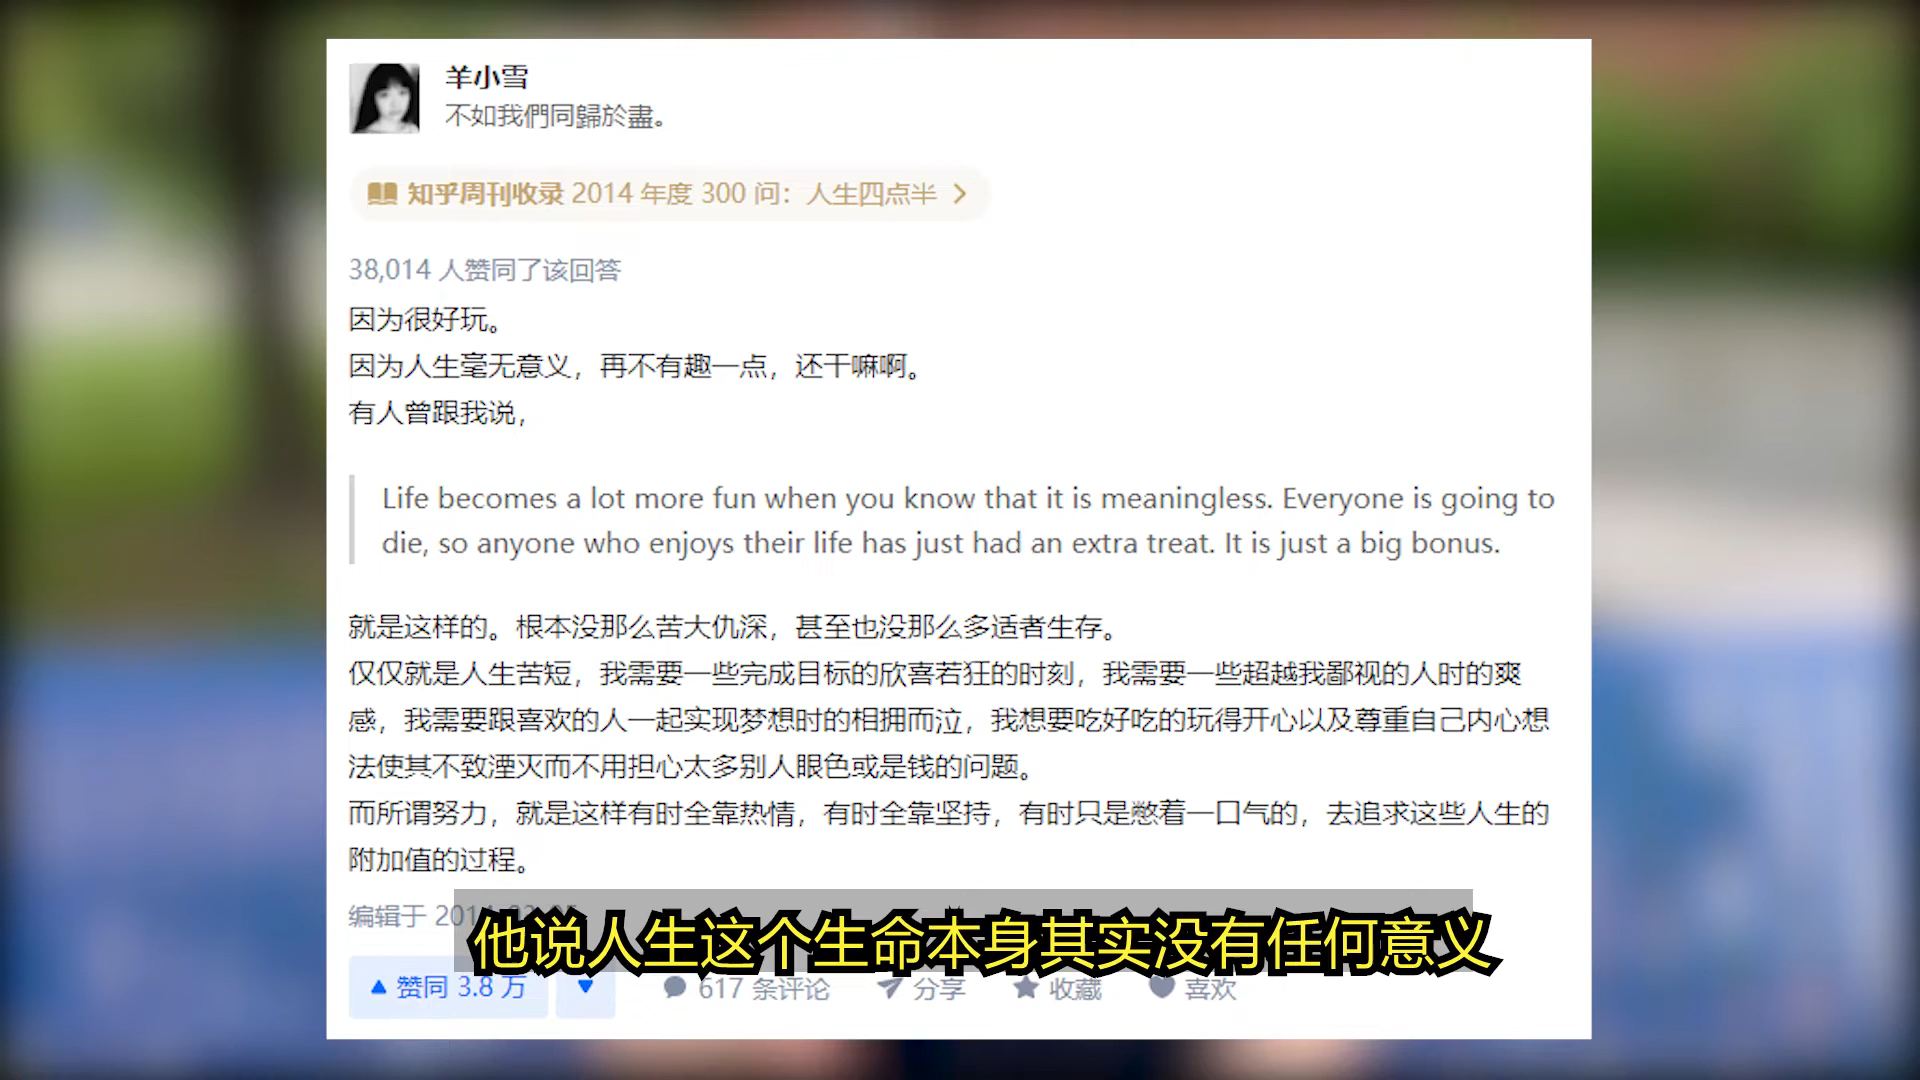 羊小雪
不如我們同歸於盡。
知乎周刊收录 2014 年度 300 问：人生四点半
38,014 人赞同了该回答
因为很好玩。
因为人生毫无意义，再不有趣一点，还干嘛啊。
有人曾跟我说，
Life becomes a lot more fun when you know that it is meaningless. Everyone is going to
die, so anyone who enjoys their life has just had an extra treat. It is just a big bonus.
就是这样的。根本没那么苦大仇深，甚至也没那么多适者生存。
仅仅就是人生苦短，我需要一些完成目标的欣喜若狂的时刻，我需要一些超越我鄙视的人时的爽
感，我需要跟喜欢的人一起实现梦想时的相拥而泣，我想要吃好吃的玩得开心以及尊重自己内心想
法使其不致湮灭而不用担心太多别人眼色或是钱的问题。
而所谓努力，就是这样有时全靠热情，有时全靠坚持，有时只是憋着一口气的，去追求这些人生的
附加值的过程。
编辑于
他说人生这个生命本身其实没有任何意义
赞同 3.8 万
617 条评论
分享
收藏
喜欢